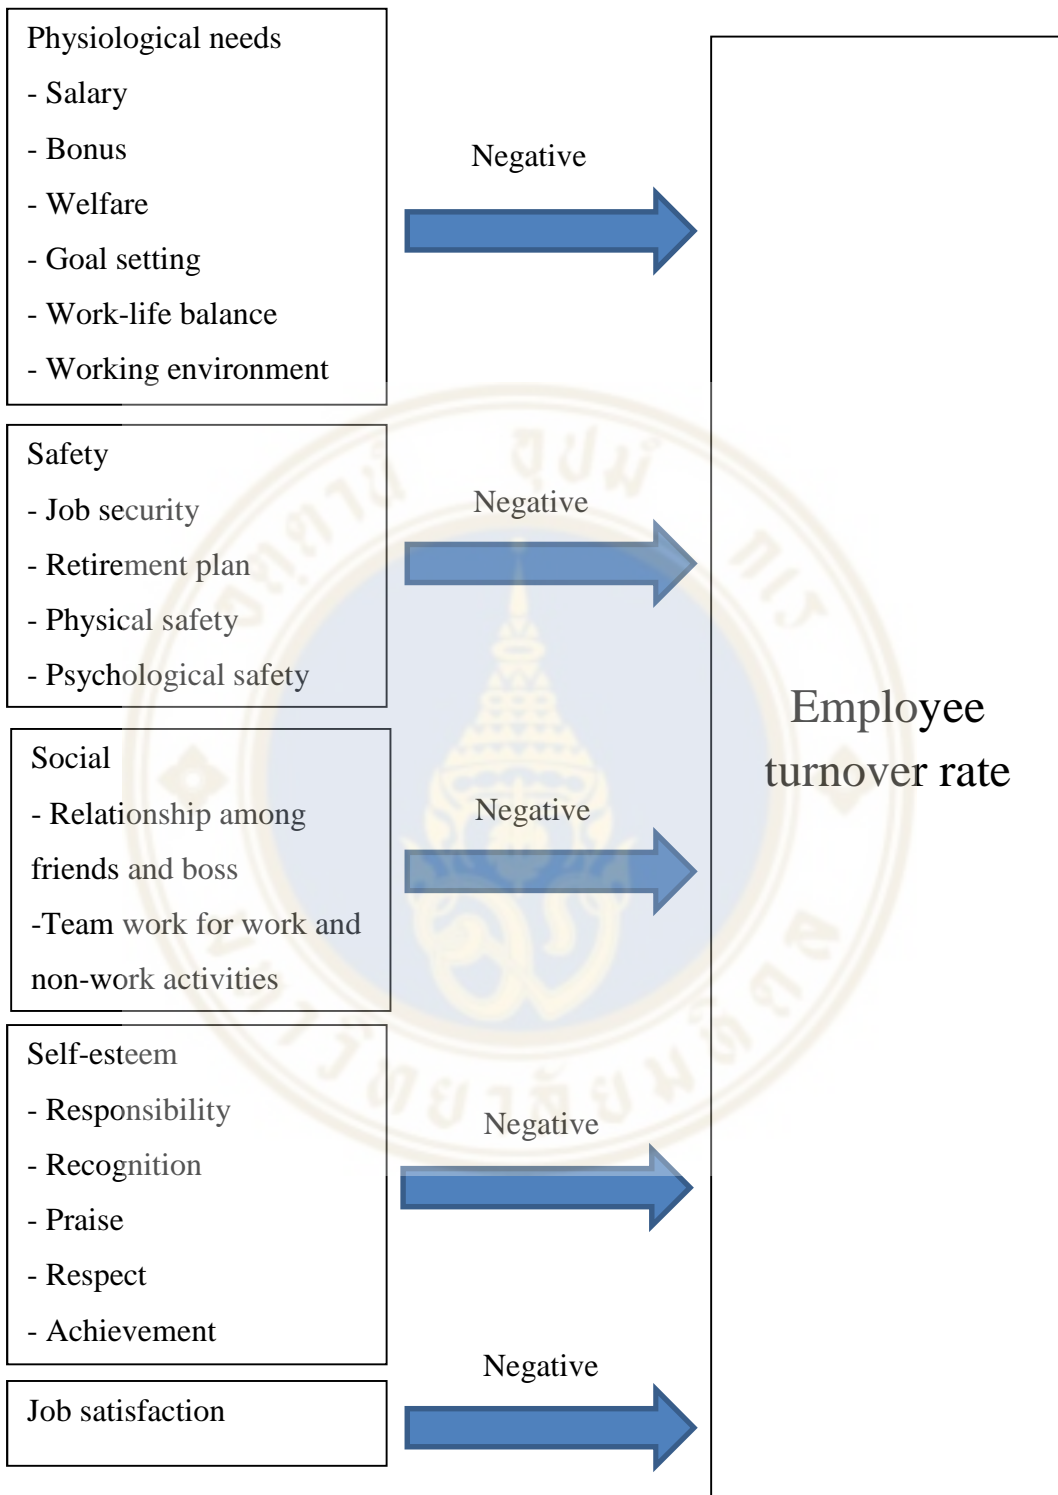 Physiological needs
- Salary
- Bonus
- Welfare
- Goal setting
- Work-life balance
- Working environment
Negative
Safety
- Job security
- Retirement plan
- Physical safety
- Psychological safety
Negative
Social
- Relationship among
friends and boss
-Team work for work and
non-work activities
Negative
Self-esteem
- Responsibility
- Recognition
- Praise
- Respect
- Achievement
Negative
Job satisfaction
Negative
Employee
turnover rate